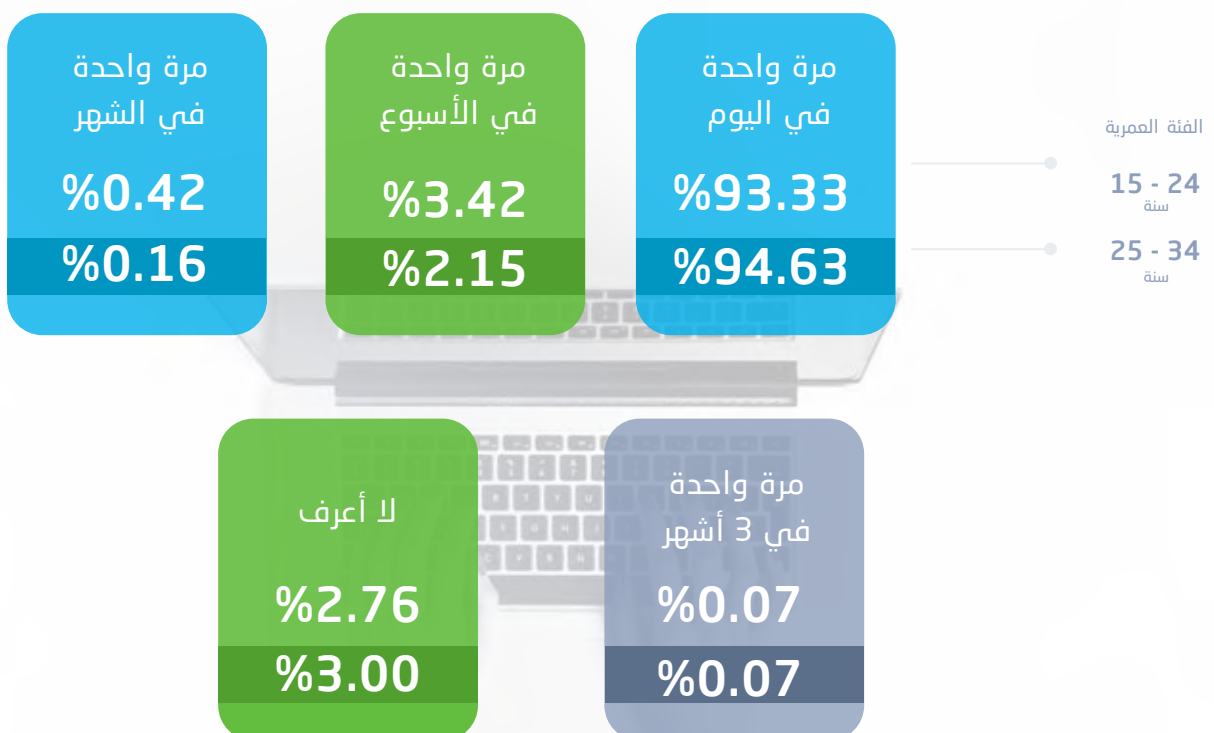 الفئة العمرية
15 - 24
سنة
25 - 34
سنة
مرة واحدة
في اليوم
%93.33
%94.63
مرة واحدة
في الأسبوع
%3.42
%2.15
مرة واحدة
في الشهر
%0.42
%0.16
مرة واحدة
في 3 أشهر
%0.07
%0.07
لا أعرف
%2.76
%3.00